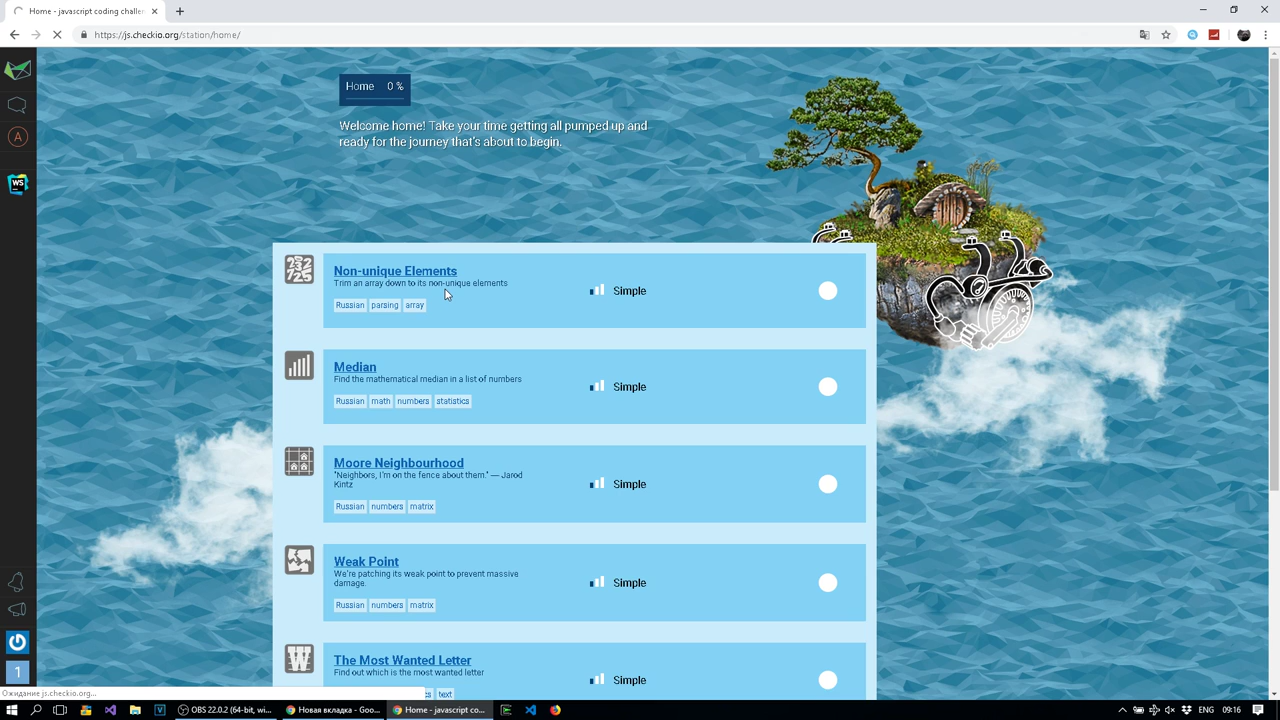 Home - javascript coding challen
https://js.checkio.org/station/home/
A
WS
Home 0 %
Welcome home! Take your time getting all pumped up and
ready for the journey that's about to begin.
Non-unique Elements
Trim an array down to its non-unique elements
Simple
Russian parsing array
Median
Find the mathematical median in a list of numbers
Simple
Russian math numbers statistics
Moore Neighbourhood
"Neighbors, I'm on the fence about them." — Jarod
Kintz
Simple
Russian numbers matrix
Weak Point
We're patching its weak point to prevent massive
damage.
Simple
Russian numbers matrix
W
The Most Wanted Letter
Find out which is the most wanted letter
Simple
text
1
Ожидание js.checkio.org...
OBS 22.0.2 (64-bit, wi...
Новая вкладка - Goo...
Home - javascript co...
ENG
09:16